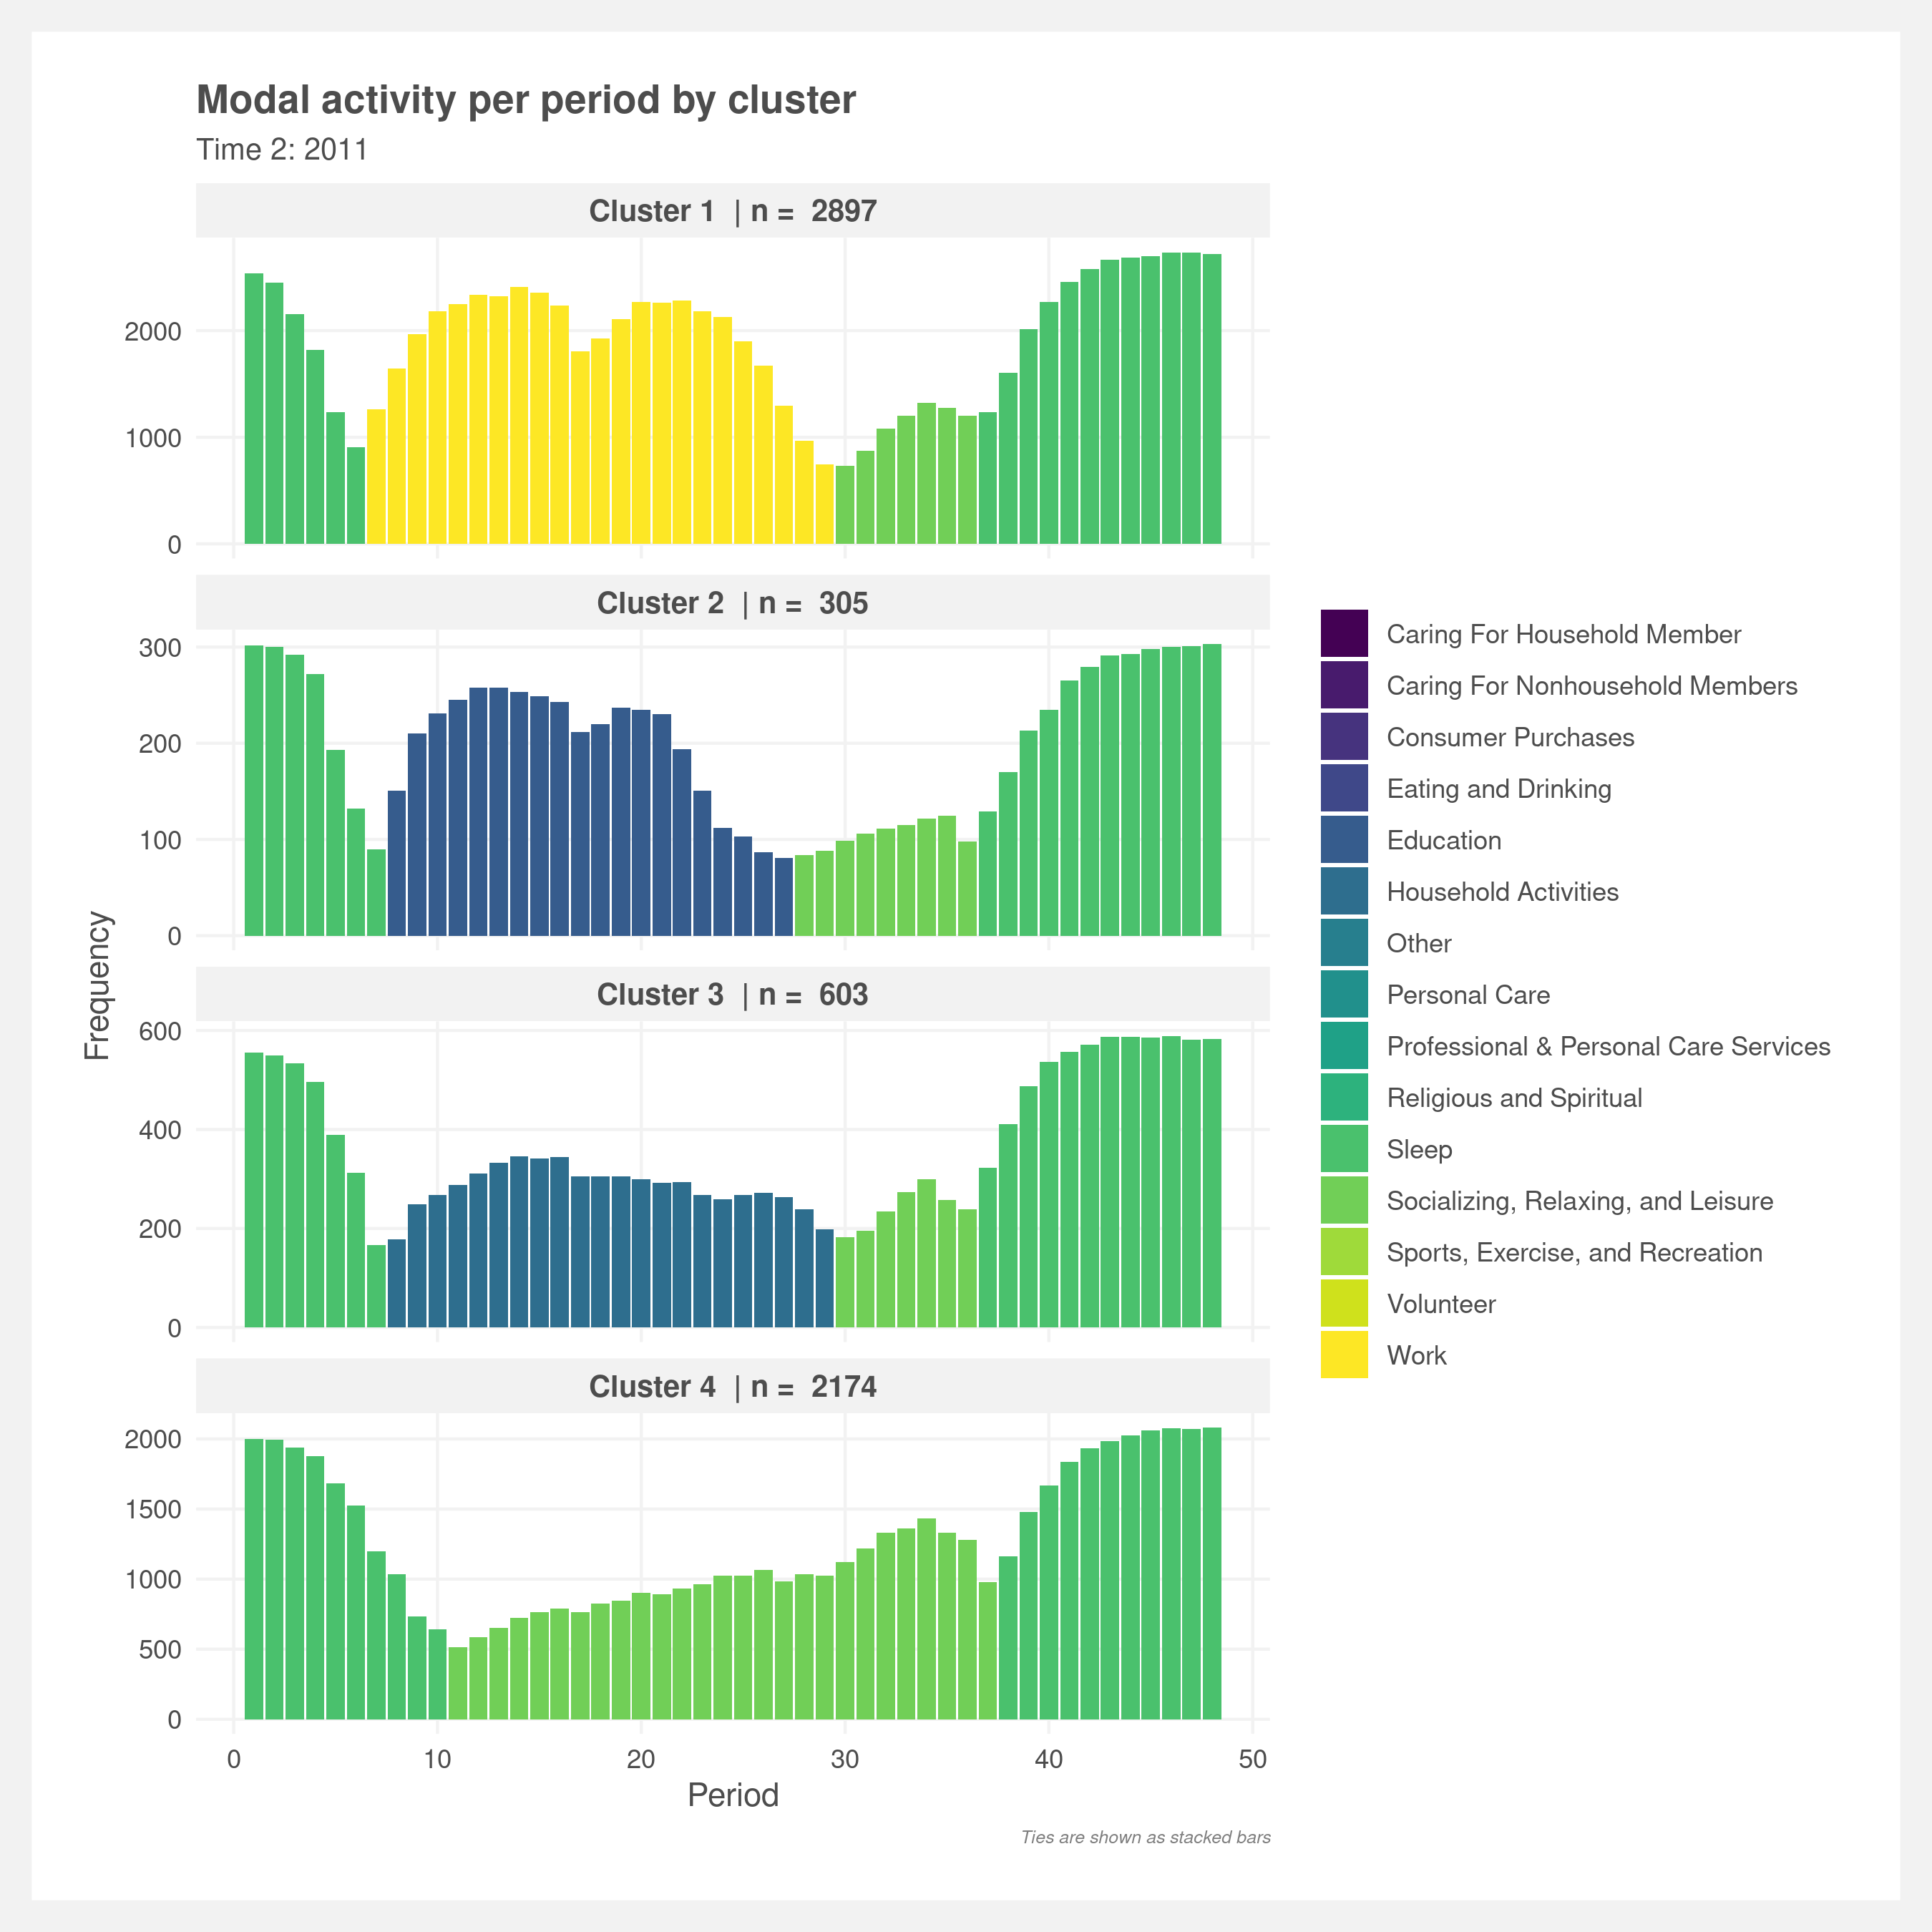 Modal activity per period by cluster
Time 2: 2011
Cluster 1 | n = 2897
2000
1000
0
Cluster 2 | n = 305
300
200
100
0
Cluster 3 | n = 603
600
400
200
0
Cluster 4 | n = 2174
2000
1500
1000
500
0
0 10 20 30 40 50
Period
Frequency
Ties are shown as stacked bars
Caring For Household Member
Caring For Nonhousehold Members
Consumer Purchases
Eating and Drinking
Education
Household Activities
Other
Personal Care
Professional & Personal Care Services
Religious and Spiritual
Sleep
Socializing, Relaxing, and Leisure
Sports, Exercise, and Recreation
Volunteer
Work